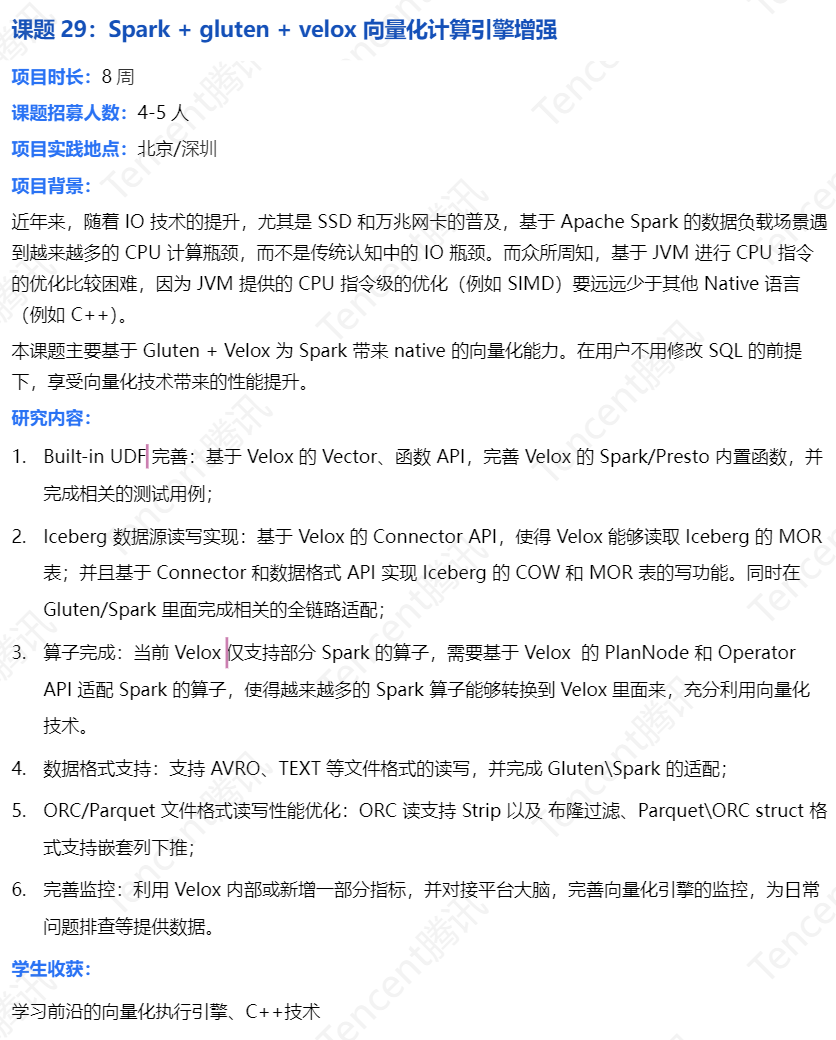 课题 29：Spark + gluten + velox 向量化计算引擎增强
项目时长：8 周
课题招募人数：4-5 人
项目实践地点：北京/深圳
项目背景：
近年来，随着 IO 技术的提升，尤其是 SSD 和万兆网卡的普及，基于 Apache Spark 的数据负载场景遇
到越来越多的 CPU 计算瓶颈，而不是传统认知中的 IO 瓶颈。而众所周知，基于 JVM 进行 CPU 指令
的优化比较困难，因为 JVM 提供的 CPU 指令级的优化（例如 SIMD）要远远少于其他 Native 语言
（例如 C++）。
本课题主要基于 Gluten + Velox 为 Spark 带来 native 的向量化能力。在用户不用修改 SQL 的前提
下，享受向量化技术带来的性能提升。
研究内容：
1. Built-in UDF 完善：基于 Velox 的 Vector、函数 API，完善 Velox 的 Spark/Presto 内置函数，并
完成相关的测试用例；
2. Iceberg 数据源读写实现：基于 Velox 的 Connector API，使得 Velox 能够读取 Iceberg 的 MOR
表；并且基于 Connector 和数据格式 API 实现 Iceberg 的 COW 和 MOR 表的写功能。同时在
Gluten/Spark 里面完成相关的全链路适配；
3. 算子完成：当前 Velox 仅支持部分 Spark 的算子，需要基于 Velox 的 PlanNode 和 Operator
API 适配 Spark 的算子，使得越来越多的 Spark 算子能够转换到 Velox 里面来，充分利用向量化
技术。
4. 数据格式支持：支持 AVRO、TEXT 等文件格式的读写，并完成 Gluten\Spark 的适配；
5. ORC/Parquet 文件格式读写性能优化：ORC 读支持 Strip 以及 布隆过滤、Parquet\ORC struct 格
式支持嵌套列下推；
6. 完善监控：利用 Velox 内部或新增一部分指标，并对接平台大脑，完善向量化引擎的监控，为日常
问题排查等提供数据。
学生收获：
学习前沿的向量化执行引擎、C++技术
Tencent腾讯